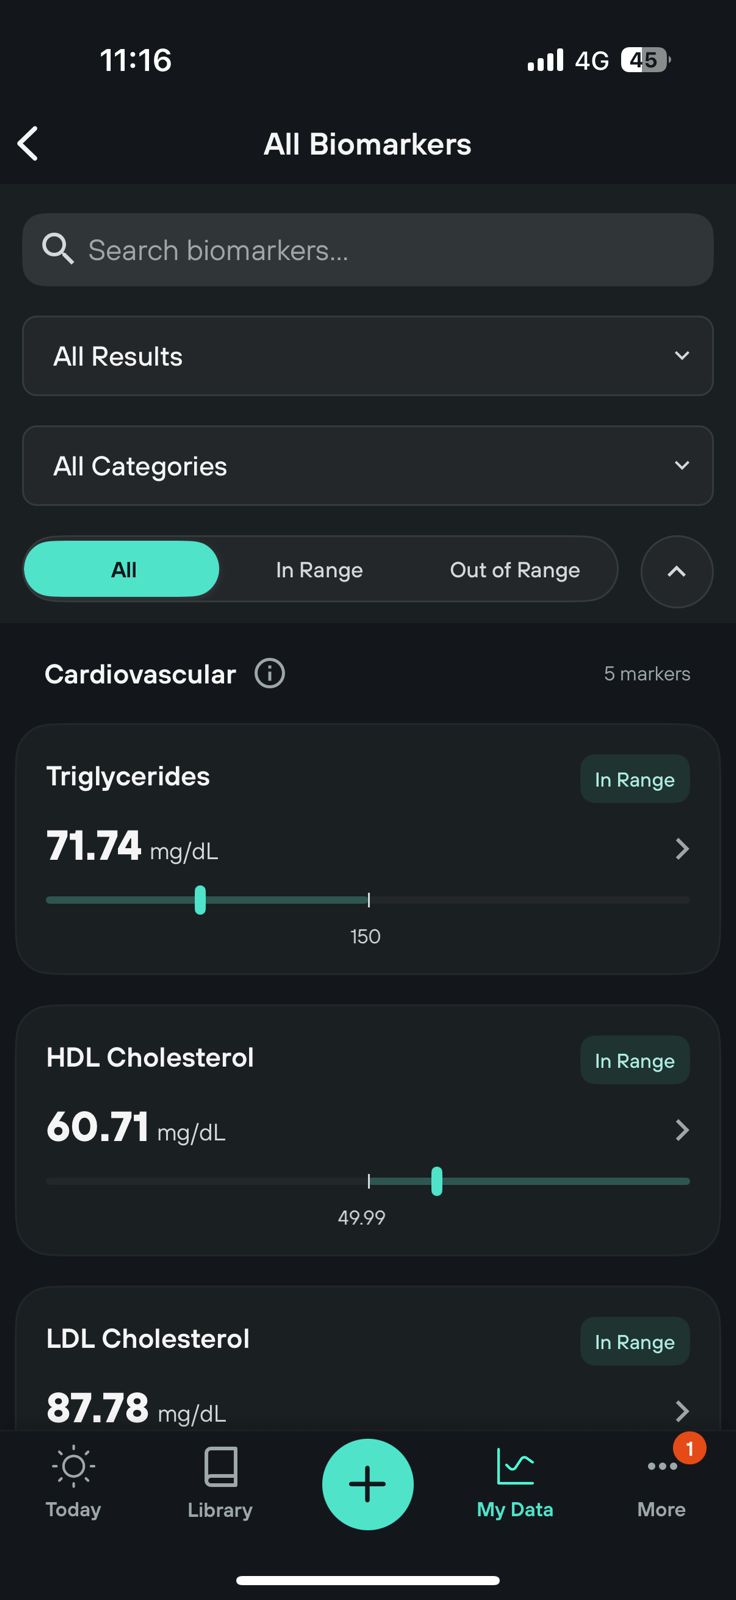 11:16
4G 45
All Biomarkers
Search biomarkers...
All Results
All Categories
All In Range Out of Range
Cardiovascular 5 markers
Triglycerides In Range
71.74 mg/dL
150
HDL Cholesterol In Range
60.71 mg/dL
49.99
LDL Cholesterol In Range
87.78 mg/dL
1
Today Library My Data More